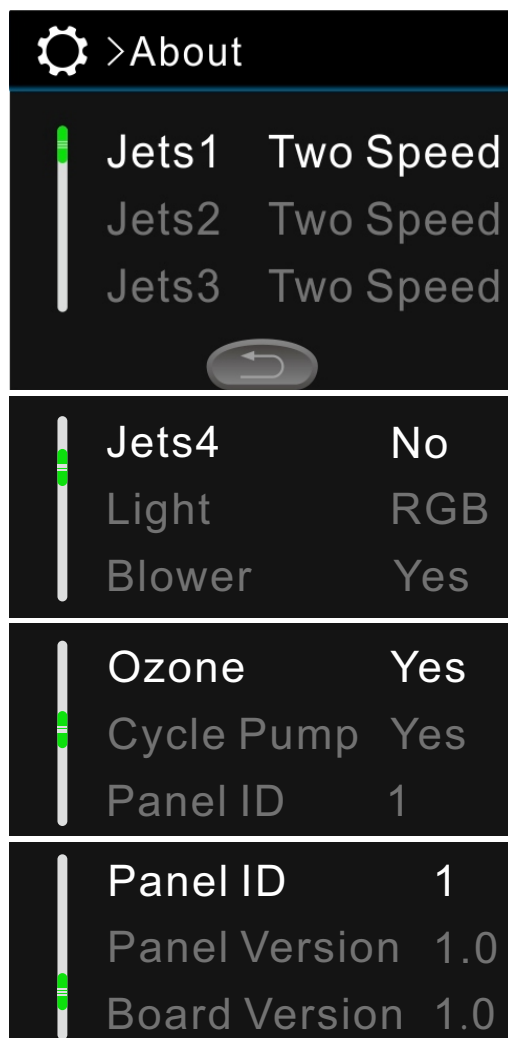 >About
Jets1 Two Speed
Jets2 Two Speed
Jets3 Two Speed
Jets4 No
Light RGB
Blower Yes
Ozone Yes
Cycle Pump Yes
Panel ID 1
Panel ID 1
Panel Version 1.0
Board Version 1.0